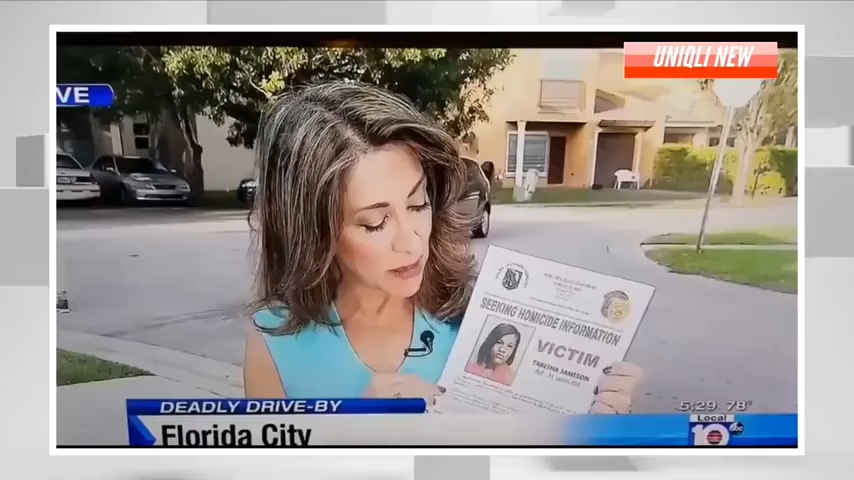 UNIQLI NEW
VE
SEEKING HOMICIDE INFORMATION
VICTIM
TABITHA JAMISON
DEADLY DRIVE-BY
Florida City
5:29 78°
Local
10 abc